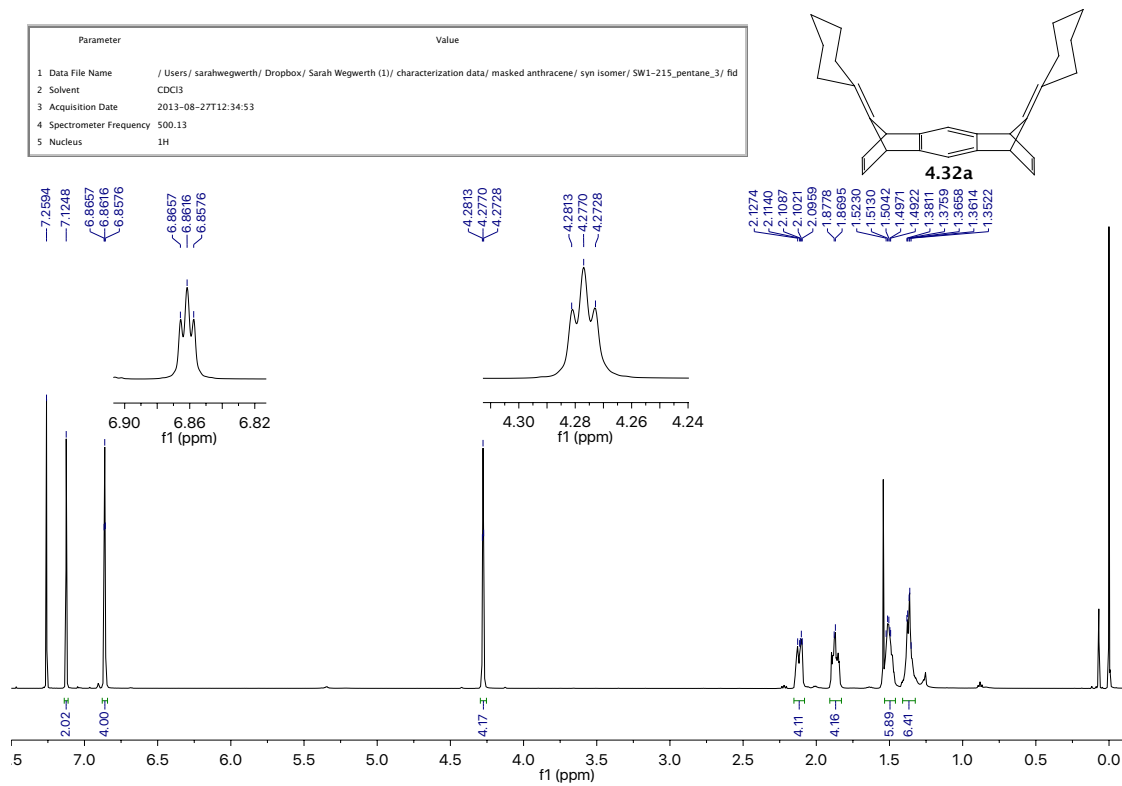 Parameter Value
1 Data File Name / Users/ sarahwegwerth/ Dropbox/ Sarah Wegwerth (1)/ characterization data/ masked anthracene/ syn isomer/ SW1-215_pentane_3/ fid
2 Solvent CDCl3
3 Acquisition Date 2013-08-27T12:34:53
4 Spectrometer Frequency 500.13
5 Nucleus 1H
4.32a
7.2594
7.1248
6.8657
6.8616
6.8576
4.2813
4.2770
4.2728
2.1274
2.1140
2.1087
2.1021
2.0959
1.8778
1.8695
1.5230
1.5130
1.5042
1.4971
1.4922
1.3811
1.3759
1.3658
1.3614
1.3522
6.8657
6.8616
6.8576
4.2813
4.2770
4.2728
6.90 6.86 6.82
f1 (ppm)
4.30 4.28 4.26 4.24
f1 (ppm)
2.02
4.00
4.17
4.11
4.16
5.89
6.41
.5 7.0 6.5 6.0 5.5 5.0 4.5 4.0 3.5 3.0 2.5 2.0 1.5 1.0 0.5 0.0
f1 (ppm)